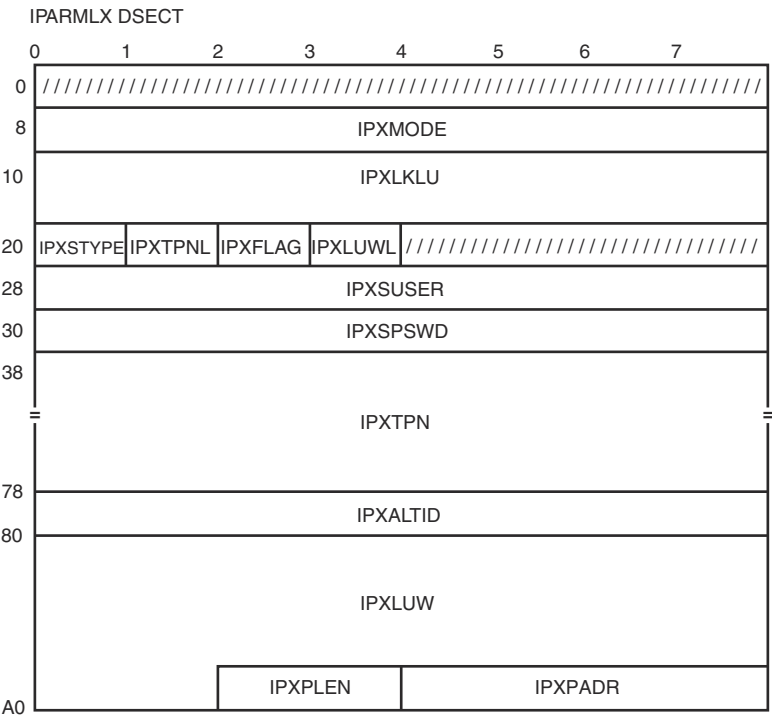 IPARMLX DSECT
0 1 2 3 4 5 6 7
0 ////////////////////////////////////////////////////////////////
8 IPXMODE
10 IPXLKLU
20 IPXSTYPE IPXTPNL IPXFLAG IPXLUWL ////////////////////////////////
28 IPXSUSER
30 IPXSPSWD
38
= =
IPXTPN
78
IPXALTID
80
IPXLUW
IPXPLEN IPXPADR
A0